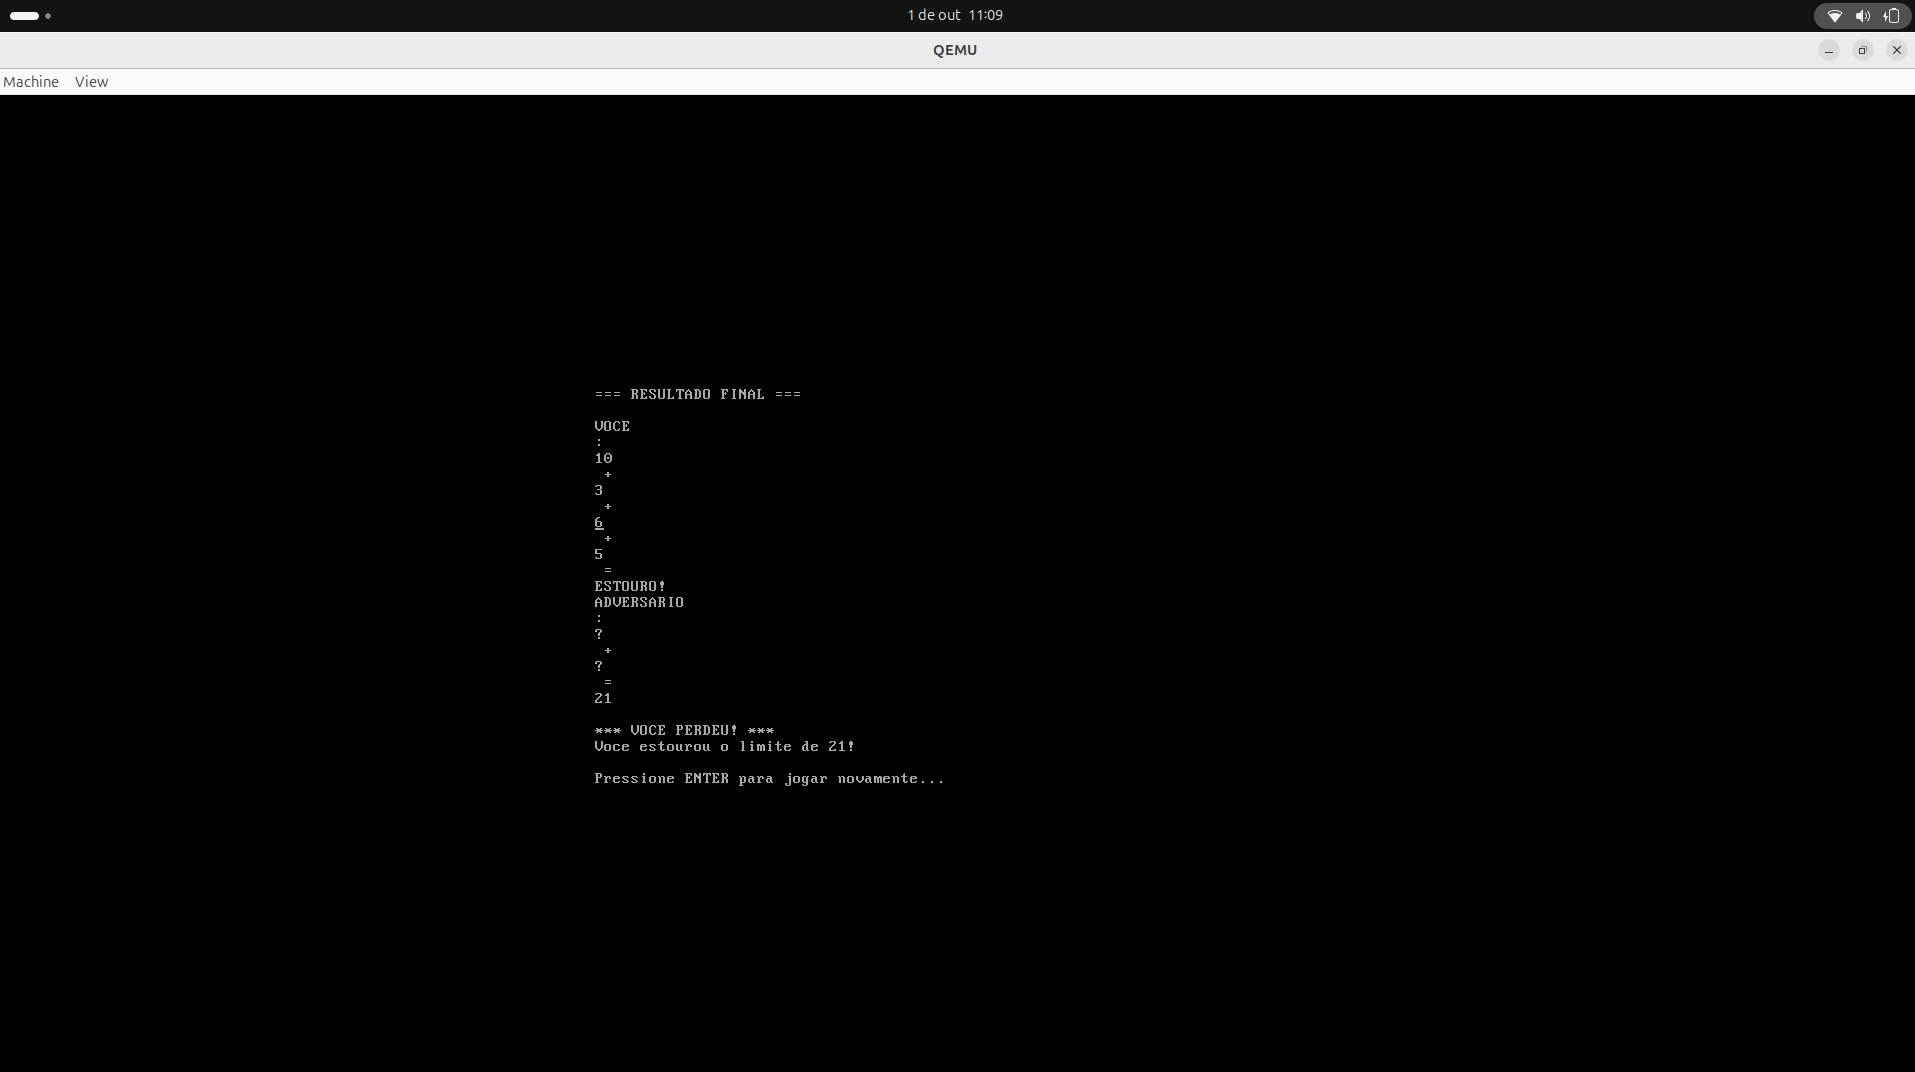 1 de out 11:09
QEMU
Machine View
=== RESULTADO FINAL ===
VOCE
:
10
+
3
+
6
+
5
=
ESTOURO!
ADVERSARIO
:
?
+
?
=
21
*** VOCE PERDEU! ***
Voce estourou o limite de 21!
Pressione ENTER para jogar novamente...